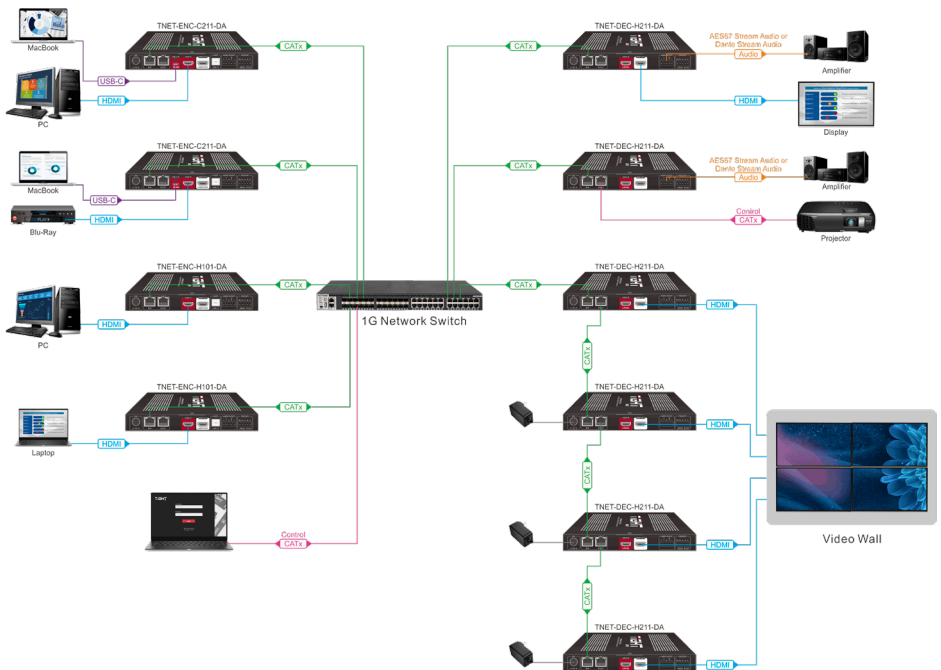 TNET-ENC-C211-DA
CATx
MacBook
USB-C
HDMI
PC
TNET-ENC-C211-DA
CATx
MacBook
USB-C
HDMI
Blu-Ray
TNET-ENC-H101-DA
CATx
HDMI
PC
TNET-ENC-H101-DA
CATx
HDMI
Laptop
Control
CATx
1G Network Switch
TNET-DEC-H211-DA
CATx
AES67 Stream Audio or
Dante Stream Audio
Audio
Amplifier
HDMI
Display
TNET-DEC-H211-DA
CATx
AES67 Stream Audio or
Dante Stream Audio
Audio
Amplifier
Control
CATx
Projector
TNET-DEC-H211-DA
CATx
HDMI
CATx
TNET-DEC-H211-DA
HDMI
CATx
TNET-DEC-H211-DA
HDMI
CATx
TNET-DEC-H211-DA
HDMI
Video Wall